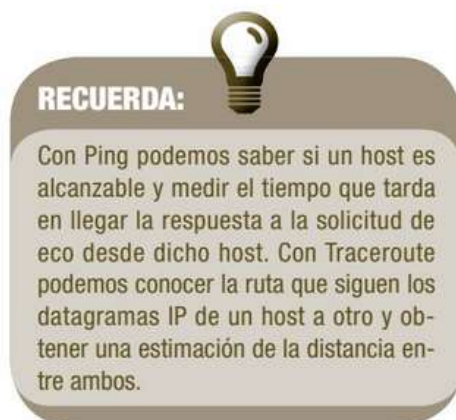 RECUERDA:
Con Ping podemos saber si un host es
alcanzable y medir el tiempo que tarda
en llegar la respuesta a la solicitud de
eco desde dicho host. Con Traceroute
podemos conocer la ruta que siguen los
datagramas IP de un host a otro y ob-
tener una estimación de la distancia en-
tre ambos.